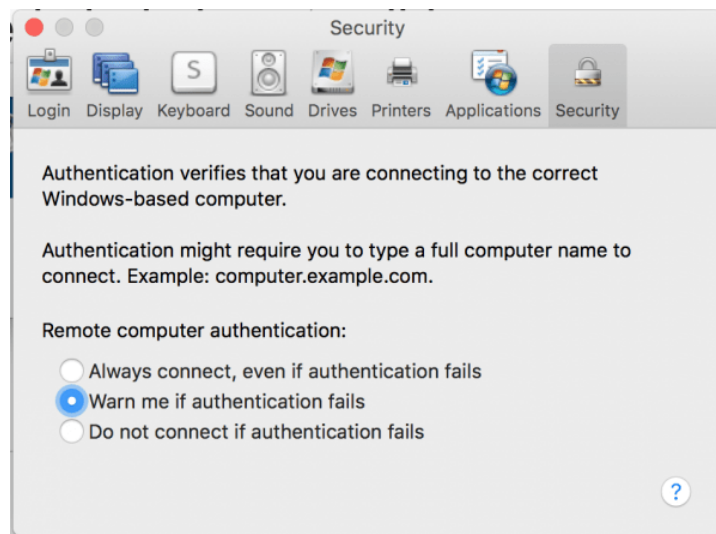 Security
S
Login Display Keyboard Sound Drives Printers Applications Security
Authentication verifies that you are connecting to the correct
Windows-based computer.
Authentication might require you to type a full computer name to
connect. Example: computer.example.com.
Remote computer authentication:
Always connect, even if authentication fails
Warn me if authentication fails
Do not connect if authentication fails
?